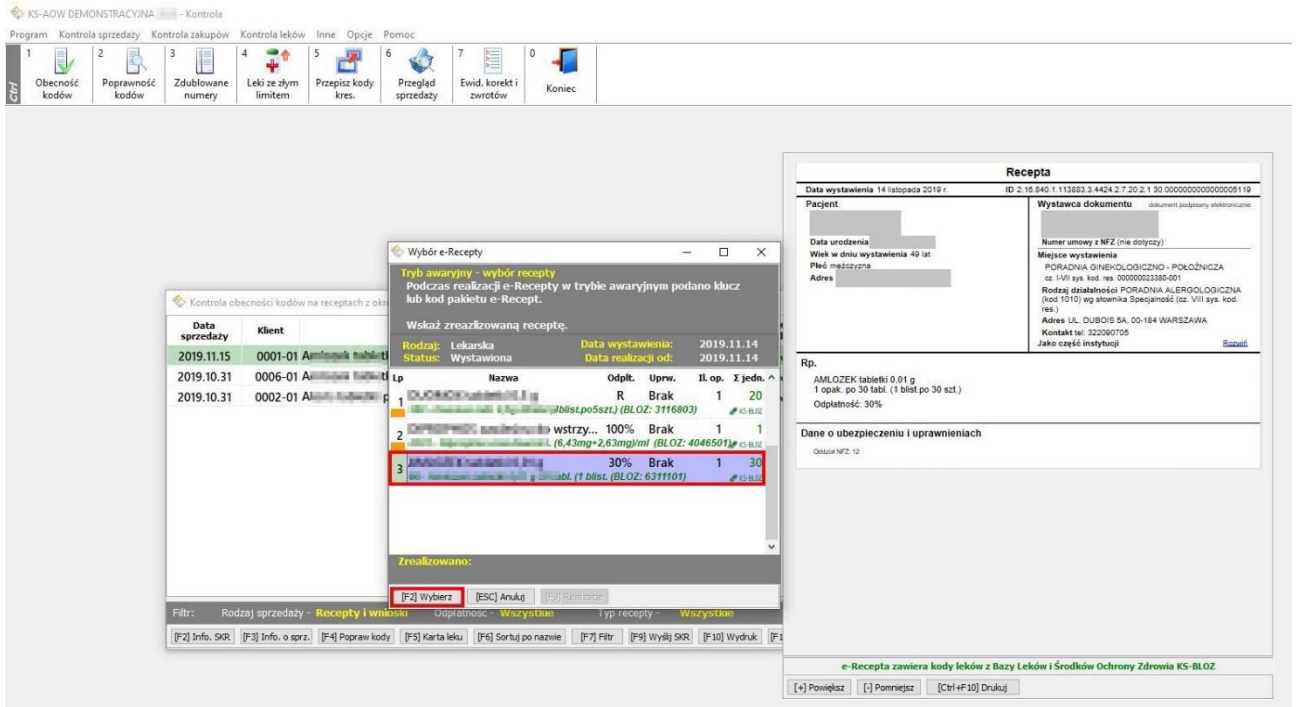 KS-AOW DEMONSTRACYJNA - Kontrola
Program Kontrola sprzedaży Kontrola zakupów Kontrola leków Inne Opcje Pomoc
Ctrl
1 Obecność kodów
2 Poprawność kodów
3 Zdublowane numery
4 Leki ze złym limitem
5 Przepisz kody kres.
6 Przegląd sprzedaży
7 Ewid. korekt i zwrotów
0 Koniec
Kontrola obecności kodów na receptach z okr
Data sprzedaży Klient
2019.11.15 0001-01
2019.10.31 0006-01
2019.10.31 0002-01
Filtr: Rodzaj sprzedaży - Recepty i wnioski Odpłatność - Wszystkie Typ recepty - Wszystkie
[F2] Info. SKR [F3] Info. o sprz. [F4] Popraw kody [F5] Karta leku [F6] Sortuj po nazwie [F7] Filtr [F9] Wyślij SKR [F10] Wydruk
Wybór e-Recepty
Tryb awaryjny - wybór recepty
Podczas realizacji e-Recepty w trybie awaryjnym podano klucz
lub kod pakietu e-Recept.
Wskaż zreazlizowaną receptę.
Rodzaj: Lekarska Data wystawienia: 2019.11.14
Status: Wystawiona Data realizacji od: 2019.11.14
Lp Nazwa Odpłt. Uprw. Il. op. Σ jedn.
1 R Brak 1 20
blist.po5szt.) (BLOZ: 3116803) KS-BLOZ
2 wstrzy... 100% Brak 1 1
(6,43mg+2,63mg)/ml (BLOZ: 4046501) KS-BLOZ
3 30% Brak 1 30
tabl. (1 blist. (BLOZ: 6311101) KS-BLOZ
Zrealizowano:
[F2] Wybierz [ESC] Anuluj [F9] Realizacje
Recepta
Data wystawienia 14 listopada 2019 r. ID 2.16.840.1.113883.3.4424.2.7.20.2.1 30.0000000000000005119
Pacjent
Data urodzenia
Wiek w dniu wystawienia 49 lat
Płeć mężczyzna
Adres
Wystawca dokumentu dokument podpisany elektronicznie
Numer umowy z NFZ (nie dotyczy)
Miejsce wystawienia
PORADNIA GINEKOLOGICZNO - POŁOŻNICZA
cz. I-VII sys. kod. res. 000000023380-001
Rodzaj działalności PORADNIA ALERGOLOGICZNA
(kod 1010) wg słownika Specjalność (cz. VIII sys. kod.
res.)
Adres UL. DUBOIS 5A, 00-184 WARSZAWA
Kontakt tel: 322090705
Jako część instytucji Rozwiń
Rp.
AMLOZEK tabletki 0,01 g
1 opak. po 30 tabl. (1 blist.po 30 szt.)
Odpłatność: 30%
Dane o ubezpieczeniu i uprawnieniach
Oddział NFZ: 12
e-Recepta zawiera kody leków z Bazy Leków i Środków Ochrony Zdrowia KS-BLOZ
[+] Powiększ [-] Pomniejsz [Ctrl+F10] Drukuj